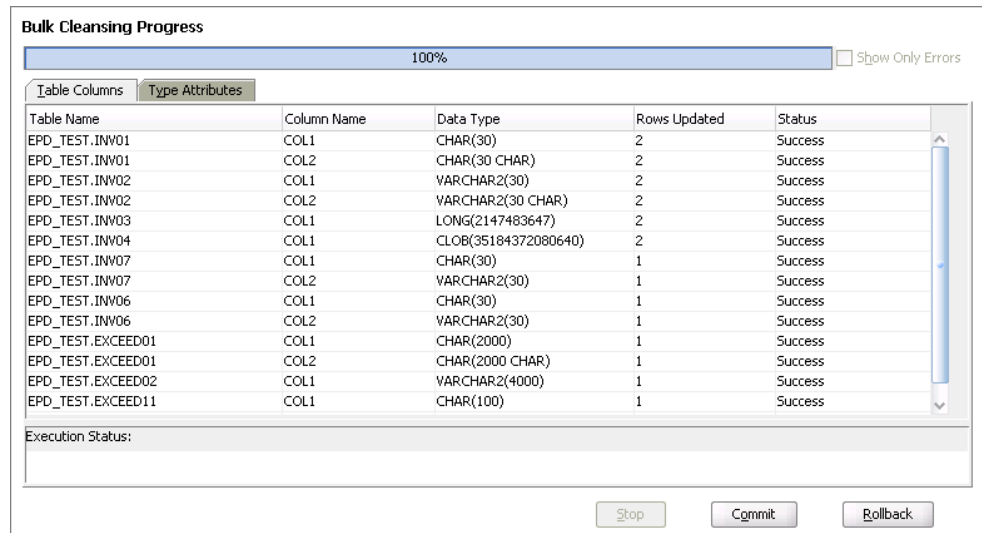 Bulk Cleansing Progress
100%
Show Only Errors
Table Columns Type Attributes
Table Name Column Name Data Type Rows Updated Status
EPD_TEST.INV01 COL1 CHAR(30) 2 Success
EPD_TEST.INV01 COL2 CHAR(30 CHAR) 2 Success
EPD_TEST.INV02 COL1 VARCHAR2(30) 2 Success
EPD_TEST.INV02 COL2 VARCHAR2(30 CHAR) 2 Success
EPD_TEST.INV03 COL1 LONG(2147483647) 2 Success
EPD_TEST.INV04 COL1 CLOB(35184372080640) 2 Success
EPD_TEST.INV07 COL1 CHAR(30) 1 Success
EPD_TEST.INV07 COL2 VARCHAR2(30) 1 Success
EPD_TEST.INV06 COL1 CHAR(30) 1 Success
EPD_TEST.INV06 COL2 VARCHAR2(30) 1 Success
EPD_TEST.EXCEED01 COL1 CHAR(2000) 1 Success
EPD_TEST.EXCEED01 COL2 CHAR(2000 CHAR) 1 Success
EPD_TEST.EXCEED02 COL1 VARCHAR2(4000) 1 Success
EPD_TEST.EXCEED11 COL1 CHAR(100) 1 Success
Execution Status:
Stop Commit Rollback